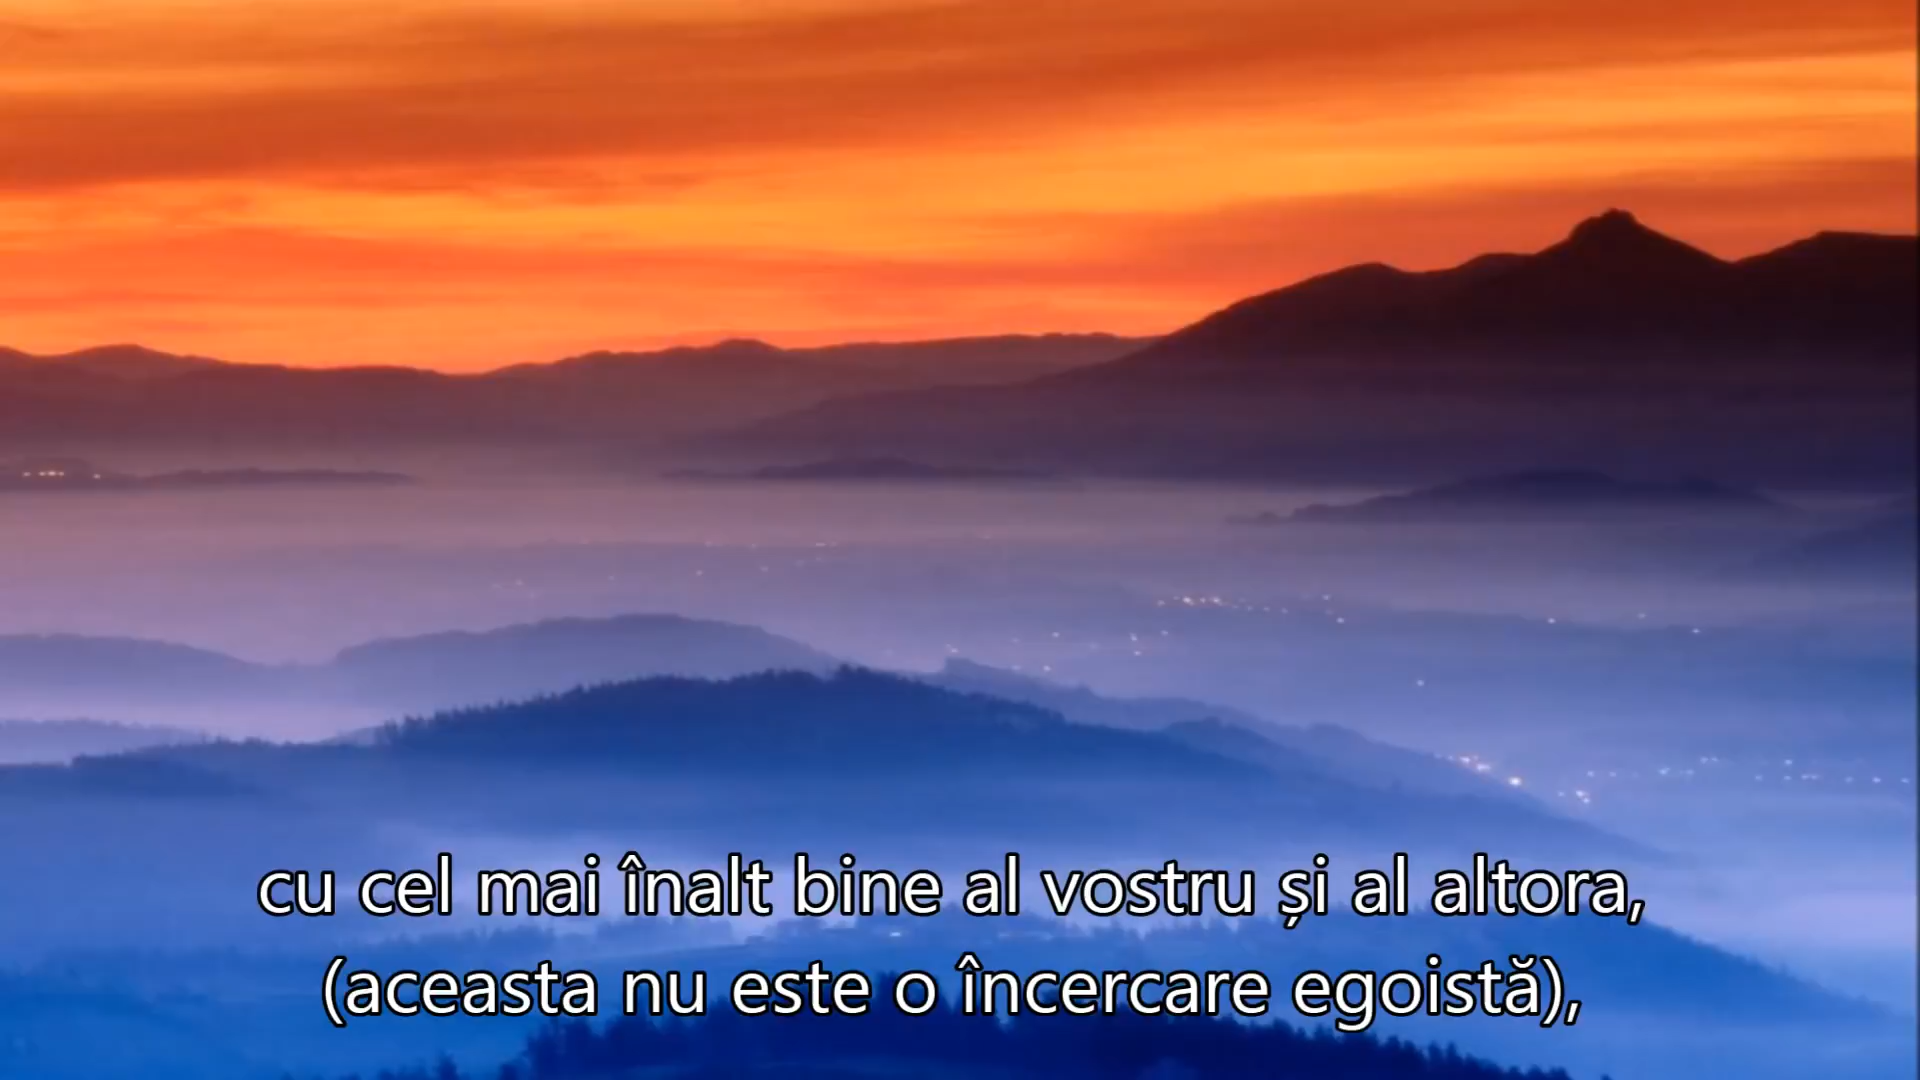 cu cel mai înalt bine al vostru și al altora,
(aceasta nu este o încercare egoistă),